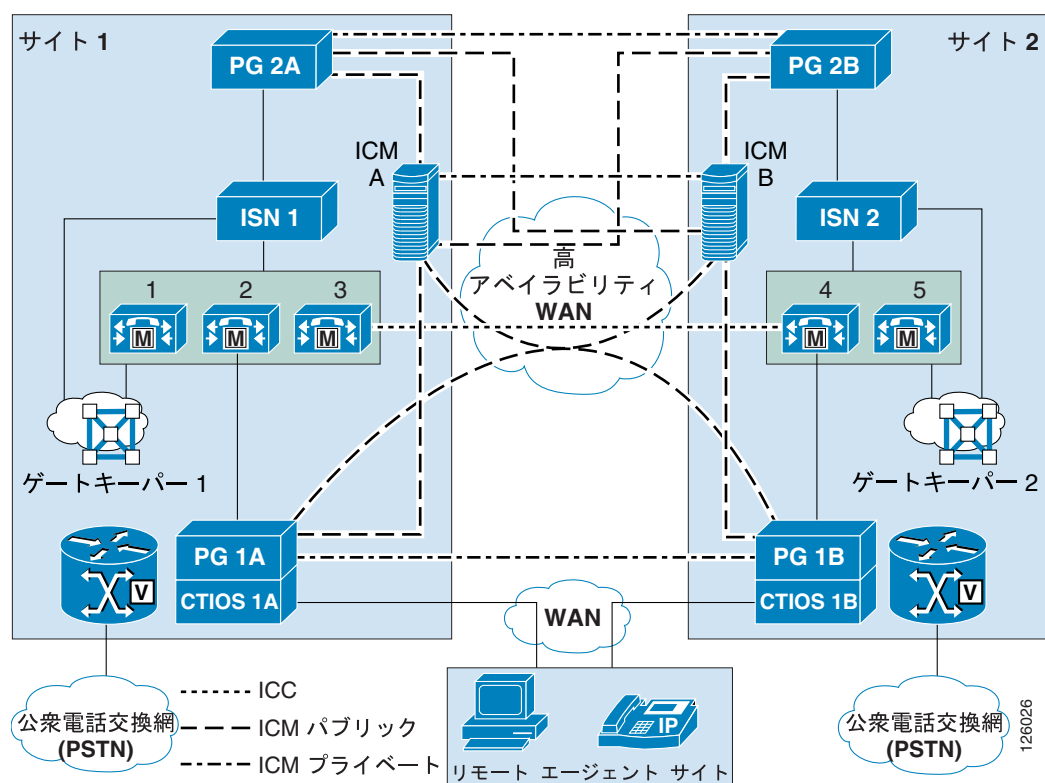 サイト 1
サイト 2
PG 2A
PG 2B
ICM
A
ICM
B
ISN 1
ISN 2
高
アベイラビリティ
WAN
1
2
3
4
5
M
M
M
M
M
ゲートキーパー 1
ゲートキーパー 2
PG 1A
CTIOS 1A
PG 1B
CTIOS 1B
V
V
WAN
公衆電話交換網
(PSTN)
ICC
ICM パブリック
ICM プライベート
IP
リモート エージェント サイト
公衆電話交換網
(PSTN)
126026